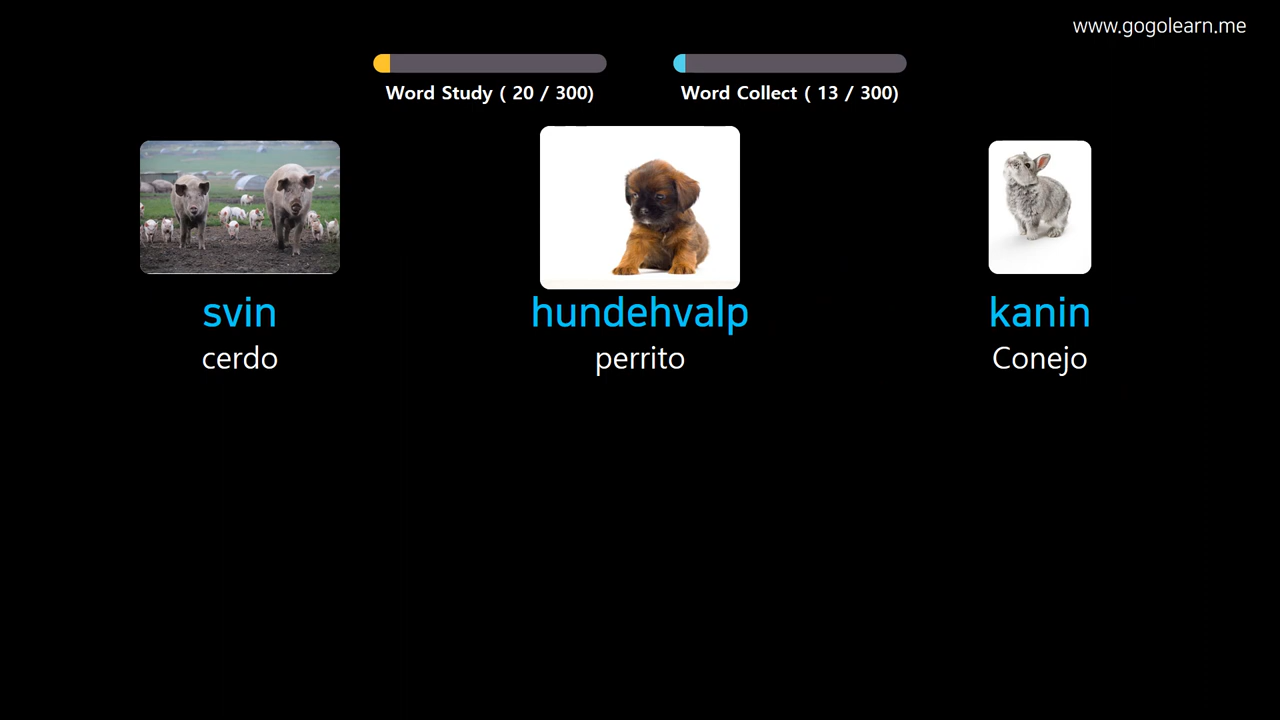 www.gogolearn.me
Word Study ( 20 / 300)
Word Collect ( 13 / 300)
svin
hundehvalp
kanin
cerdo
perrito
Conejo